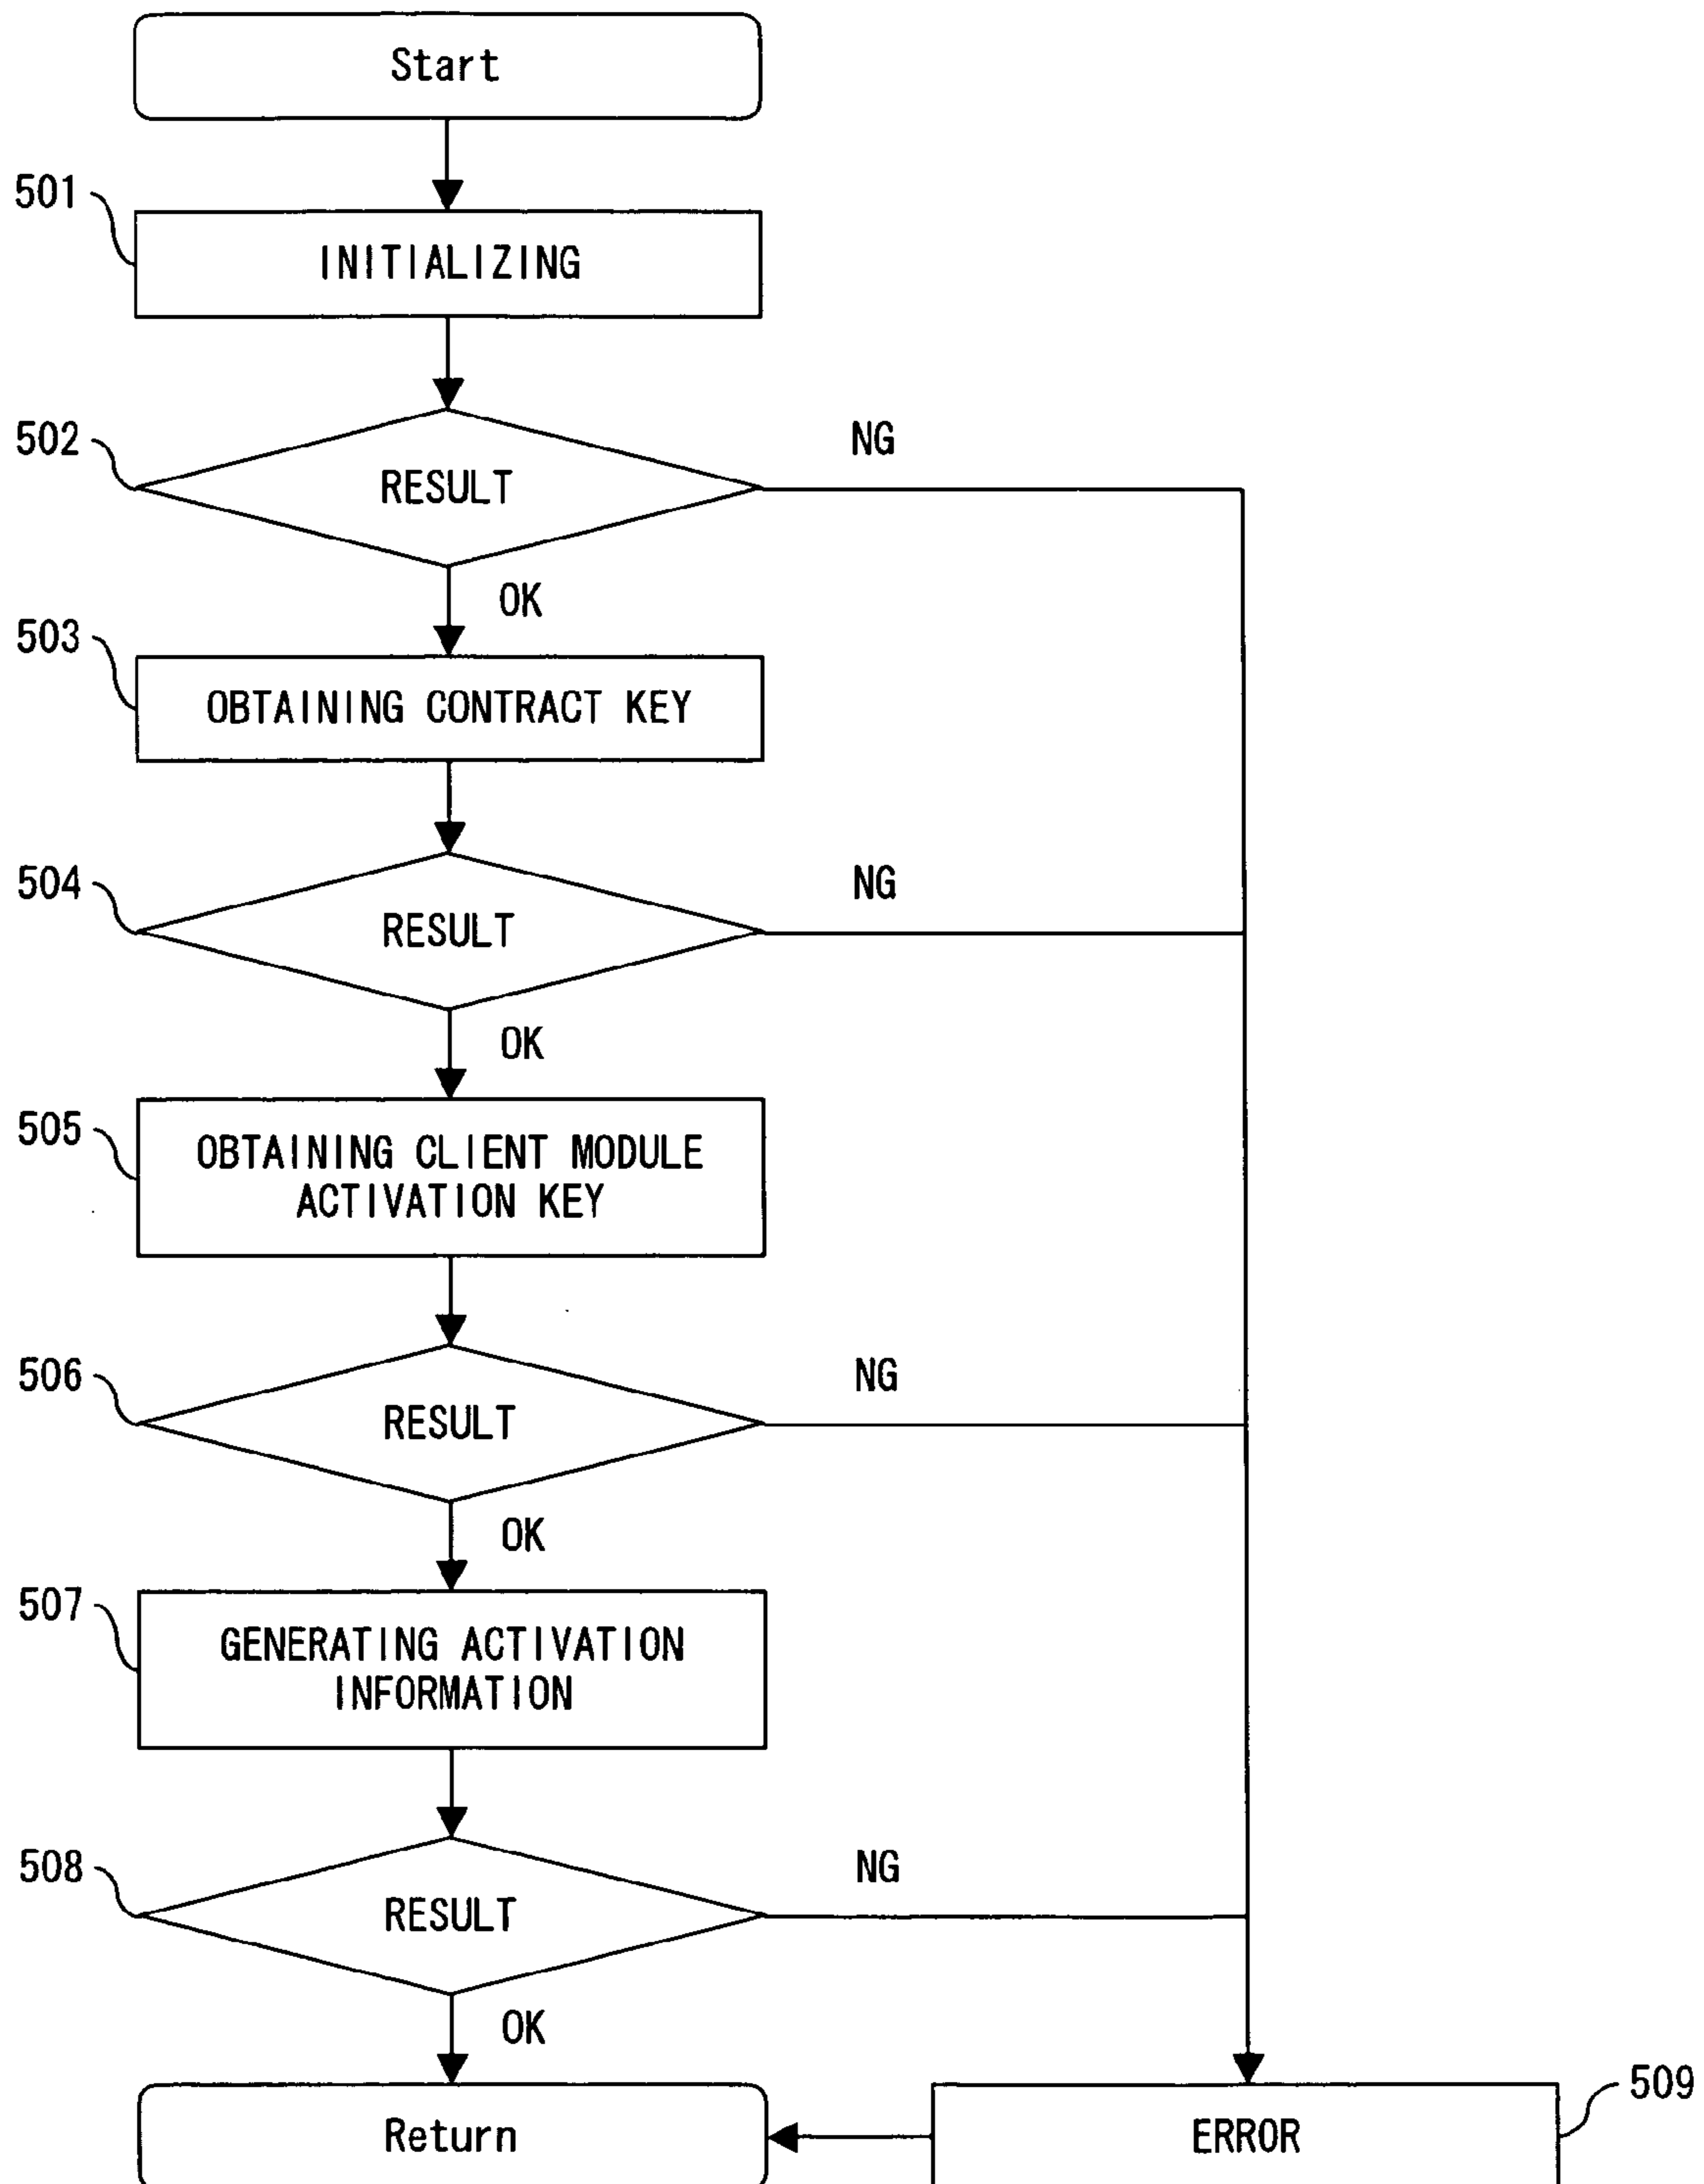 Start
501
INITIALIZING
502
RESULT
NG
OK
503
OBTAINING CONTRACT KEY
504
RESULT
NG
OK
505
OBTAINING CLIENT MODULE
ACTIVATION KEY
506
RESULT
NG
OK
507
GENERATING ACTIVATION
INFORMATION
508
RESULT
NG
OK
Return
ERROR
509